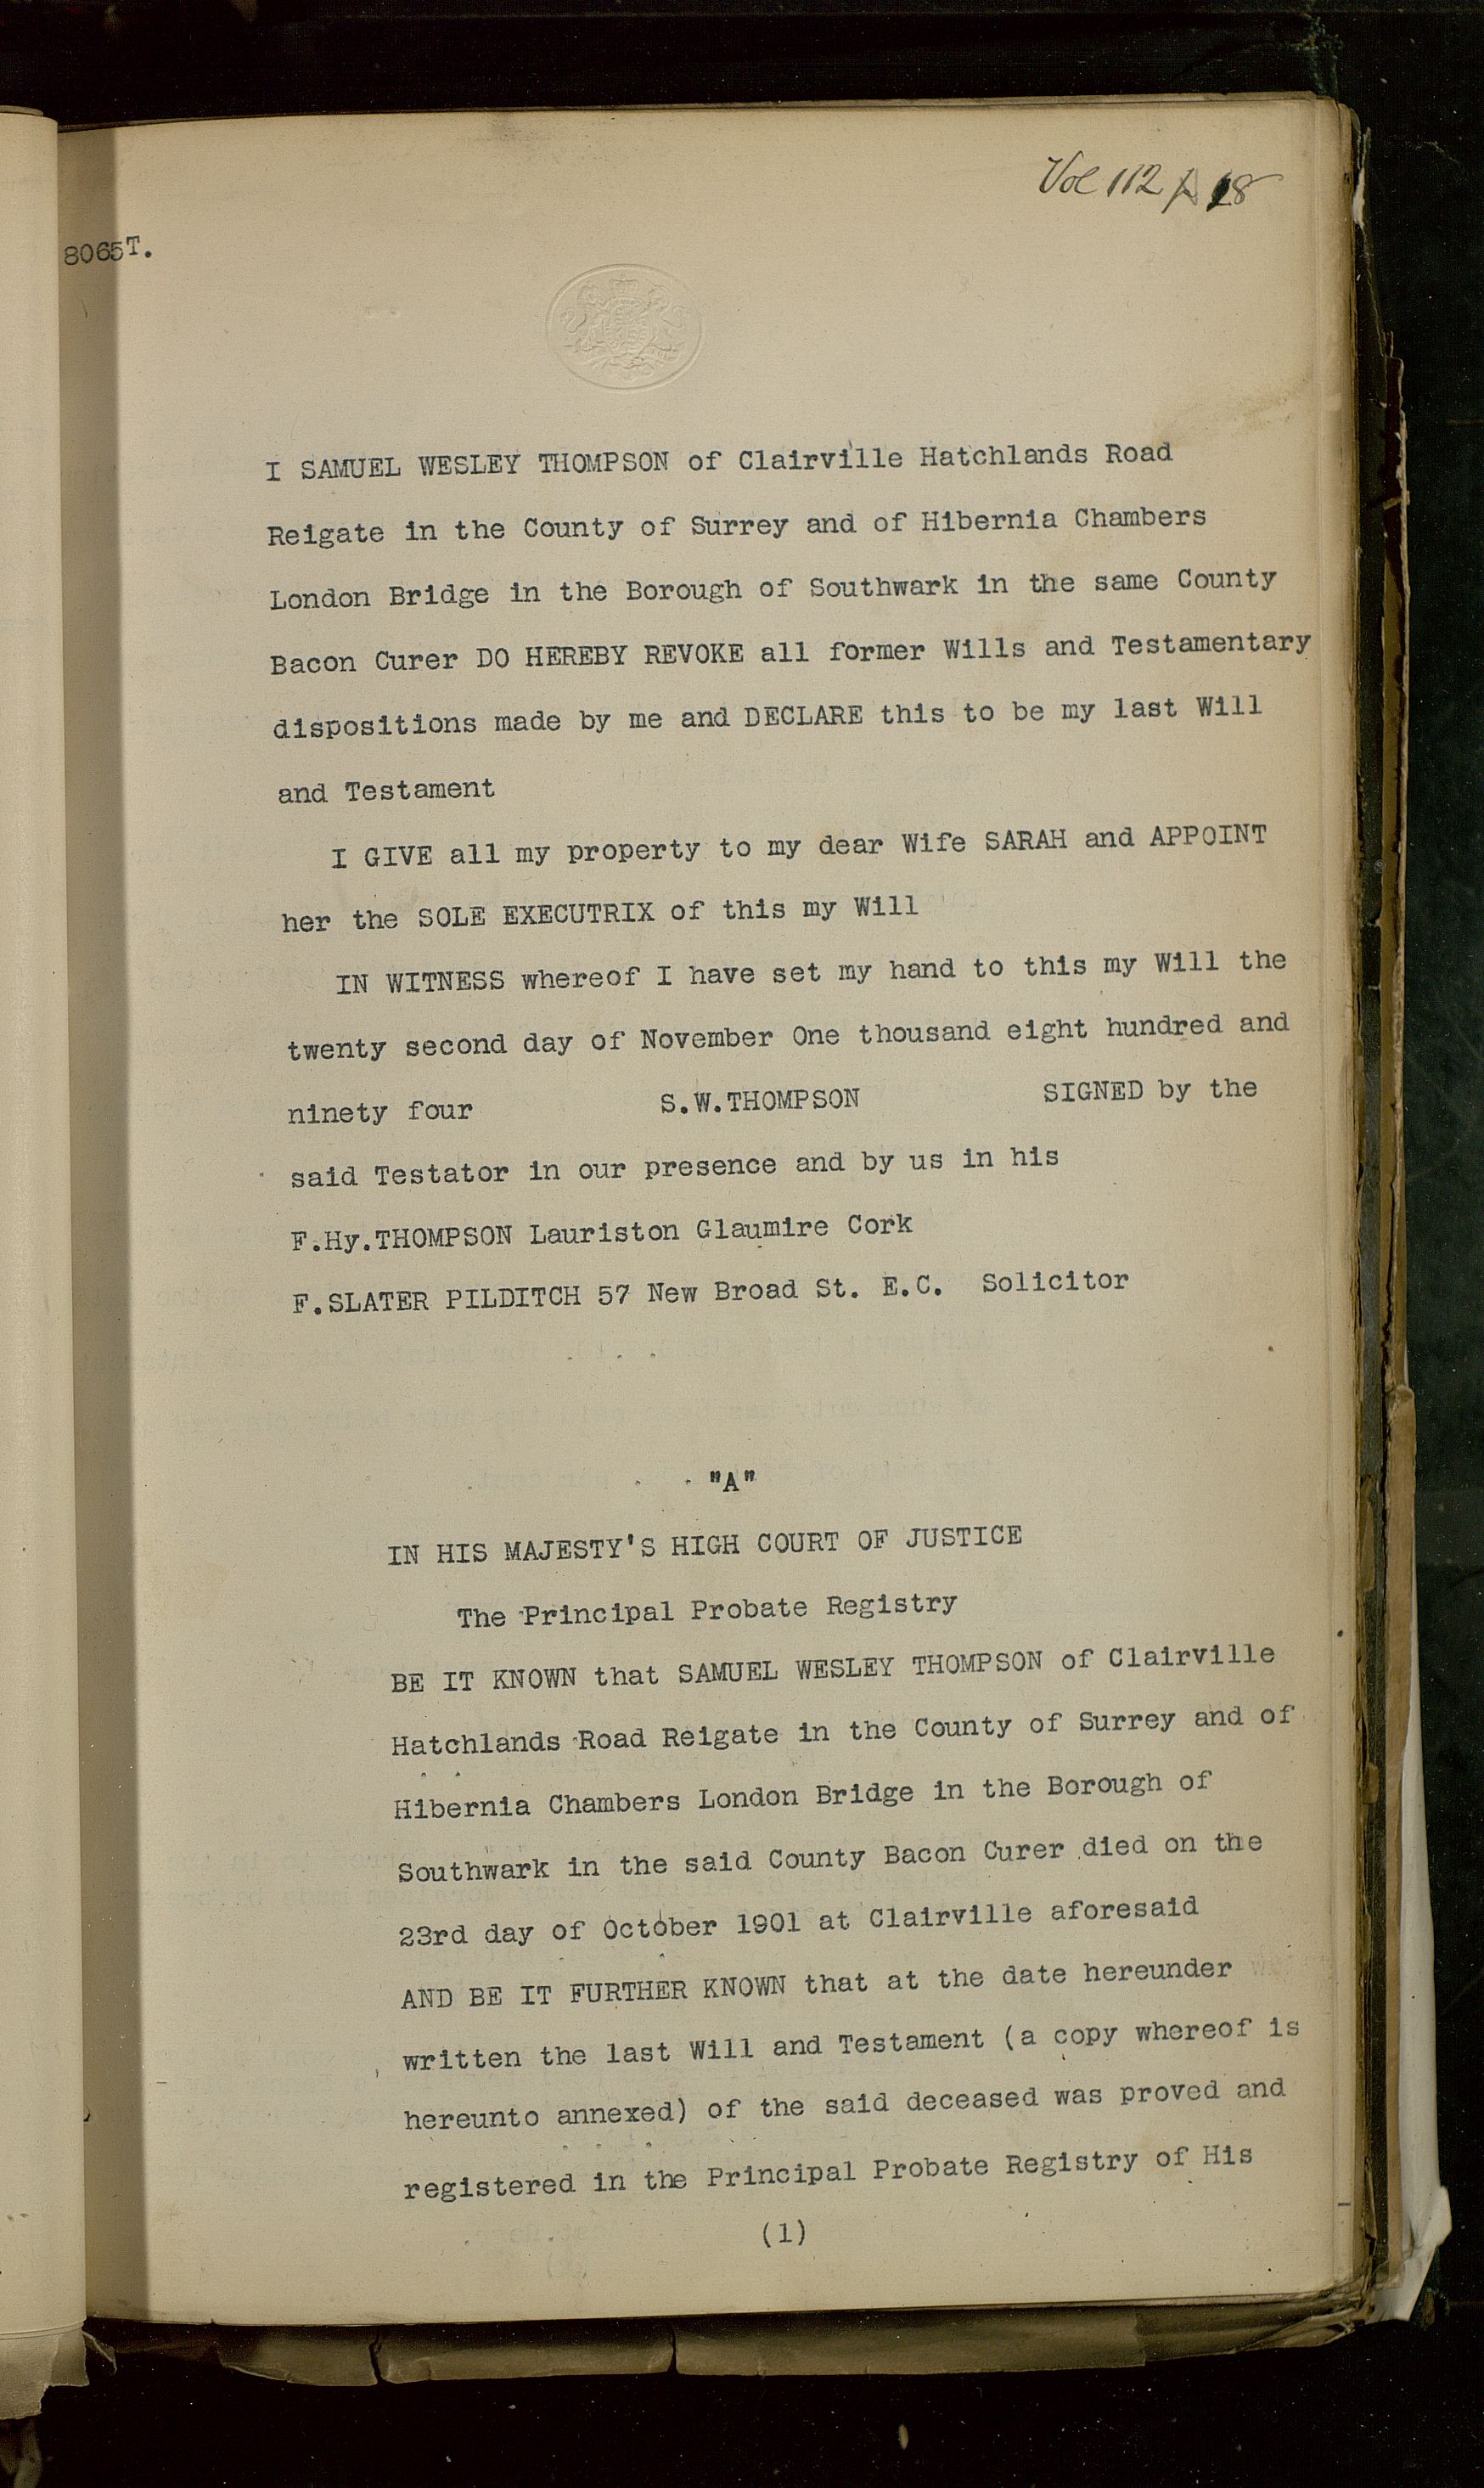 Vol 112 p 18
8065T.
I SAMUEL WESLEY THOMPSON of Clairville Hatchlands Road
Reigate in the County of Surrey and of Hibernia Chambers
London Bridge in the Borough of Southwark in the same County
Bacon Curer DO HEREBY REVOKE all former Wills and Testamentary
dispositions made by me and DECLARE this to be my last Will
and Testament
I GIVE all my property to my dear Wife SARAH and APPOINT
her the SOLE EXECUTRIX of this my Will
IN WITNESS whereof I have set my hand to this my Will the
twenty second day of November One thousand eight hundred and
ninety four S.W.THOMPSON SIGNED by the
said Testator in our presence and by us in his
F.Hy.THOMPSON Lauriston Glaumire Cork
F.SLATER PILDITCH 57 New Broad St. E.C. Solicitor
"A"
IN HIS MAJESTY'S HIGH COURT OF JUSTICE
The Principal Probate Registry
BE IT KNOWN that SAMUEL WESLEY THOMPSON of Clairville
Hatchlands Road Reigate in the County of Surrey and of
Hibernia Chambers London Bridge in the Borough of
Southwark in the said County Bacon Curer died on the
23rd day of October 1901 at Clairville aforesaid
AND BE IT FURTHER KNOWN that at the date hereunder
written the last Will and Testament (a copy whereof is
hereunto annexed) of the said deceased was proved and
registered in the Principal Probate Registry of His
(1)